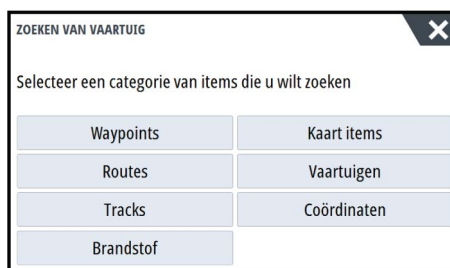 ZOEKEN VAN VAARTUIG
Selecteer een categorie van items die u wilt zoeken
Waypoints
Kaart items
Routes
Vaartuigen
Tracks
Coördinaten
Brandstof